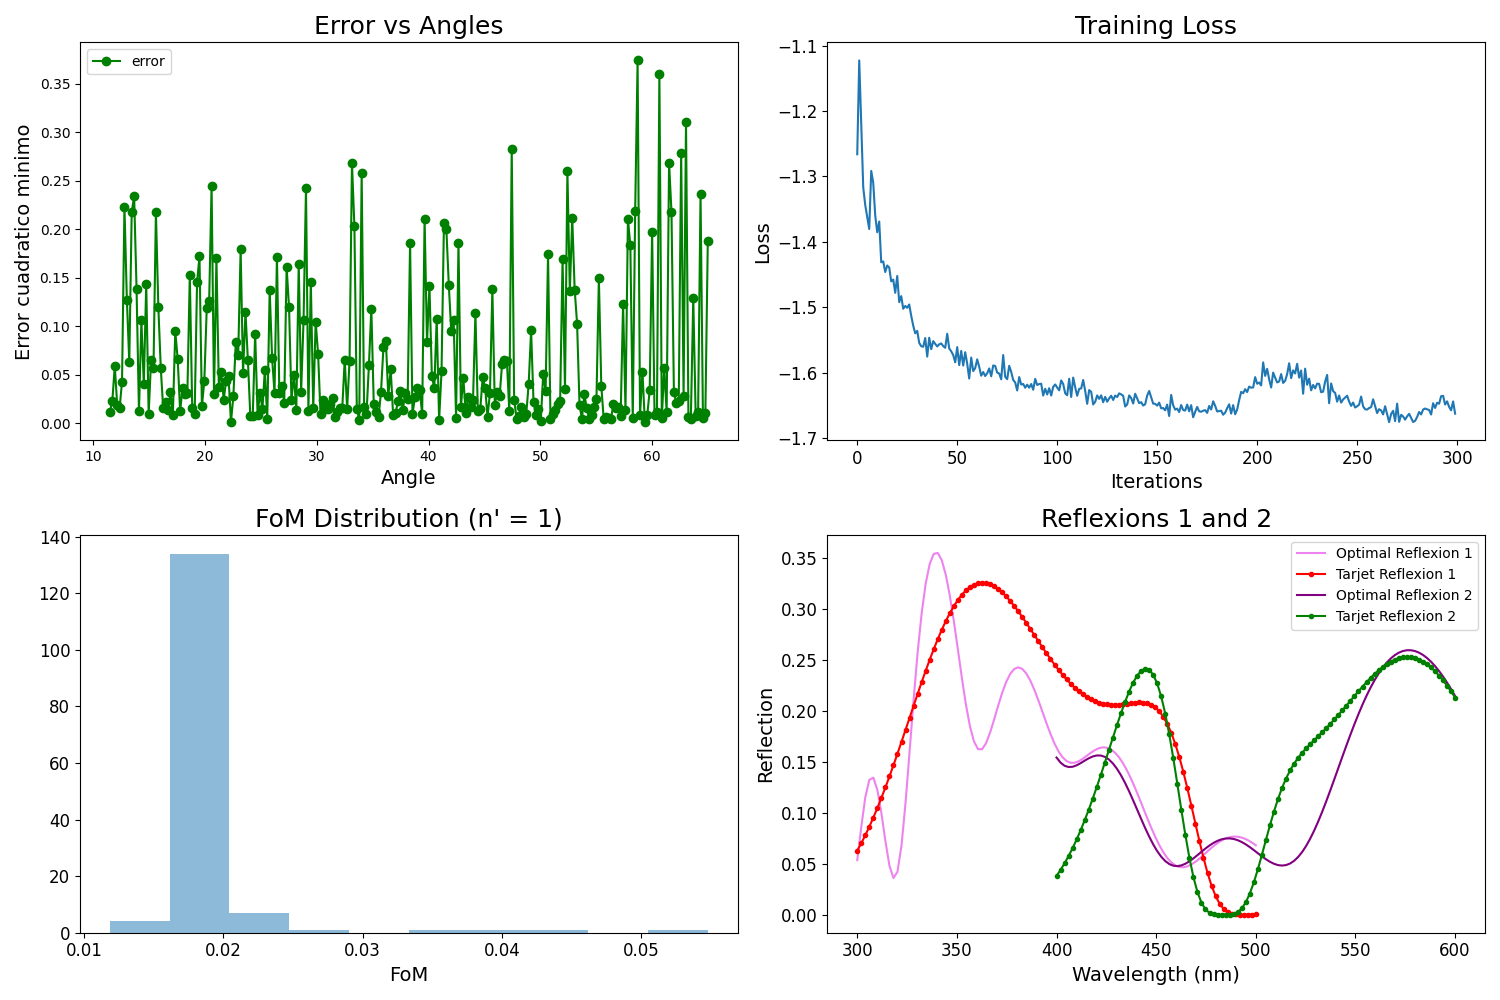 Error vs Angles
error
Error cuadratico minimo
0.35
0.30
0.25
0.20
0.15
0.10
0.05
0.00
10 20 30 40 50 60
Angle
Training Loss
Loss
−1.1
−1.2
−1.3
−1.4
−1.5
−1.6
−1.7
0 50 100 150 200 250 300
Iterations
FoM Distribution (n' = 1)
140
120
100
80
60
40
20
0
0.01 0.02 0.03 0.04 0.05
FoM
Reflexions 1 and 2
Optimal Reflexion 1
Tarjet Reflexion 1
Optimal Reflexion 2
Tarjet Reflexion 2
Reflection
0.35
0.30
0.25
0.20
0.15
0.10
0.05
0.00
300 350 400 450 500 550 600
Wavelength (nm)